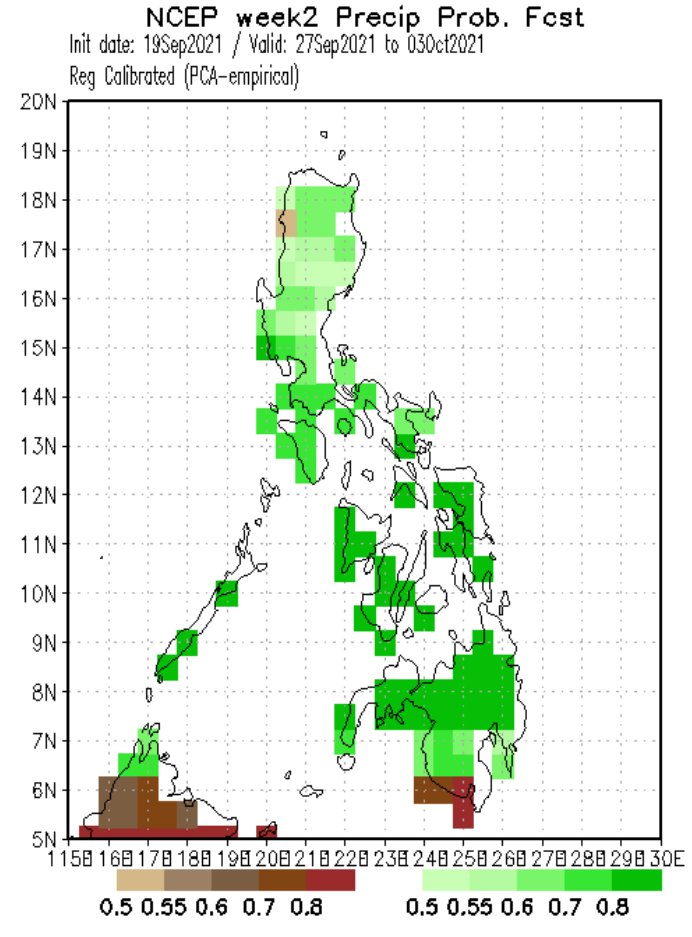 NCEP week2 Precip Prob. Fcst
Init date: 19Sep2021 / Valid: 27Sep2021 to 03Oct2021
Reg Calibrated (PCA-empirical)
20N
19N
18N
17N
16N
15N
14N
13N
12N
11N
10N
9N
8N
7N
6N
5N
115E 116E 117E 118E 119E 120E 121E 122E 123E 124E 125E 126E 127E 128E 129E 130E
0.5 0.55 0.6 0.7 0.8 0.5 0.55 0.6 0.7 0.8